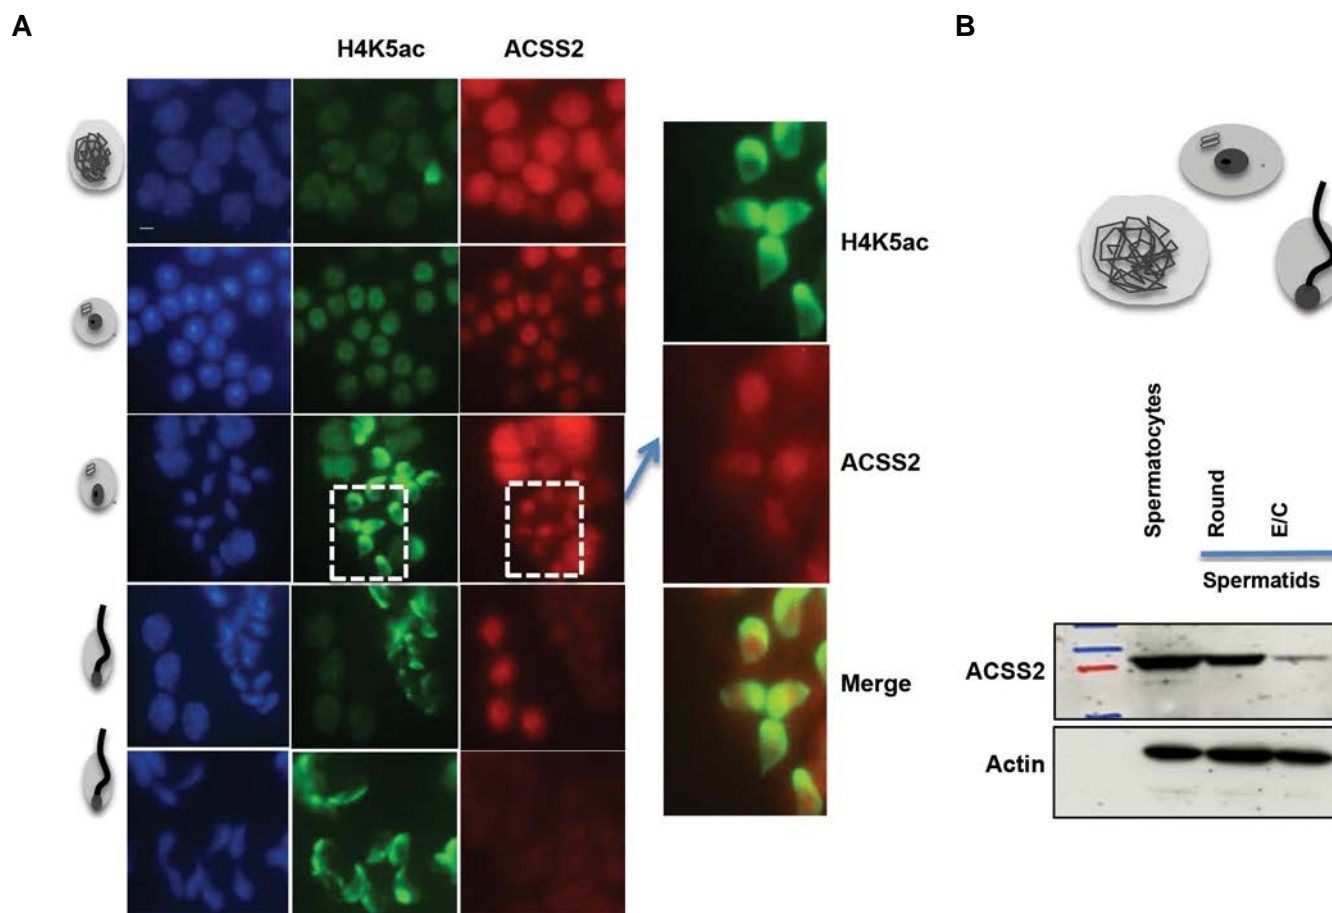 A
B
H4K5ac
ACSS2
H4K5ac
ACSS2
Merge
Spermatocytes
Round
E/C
Spermatids
ACSS2
Actin